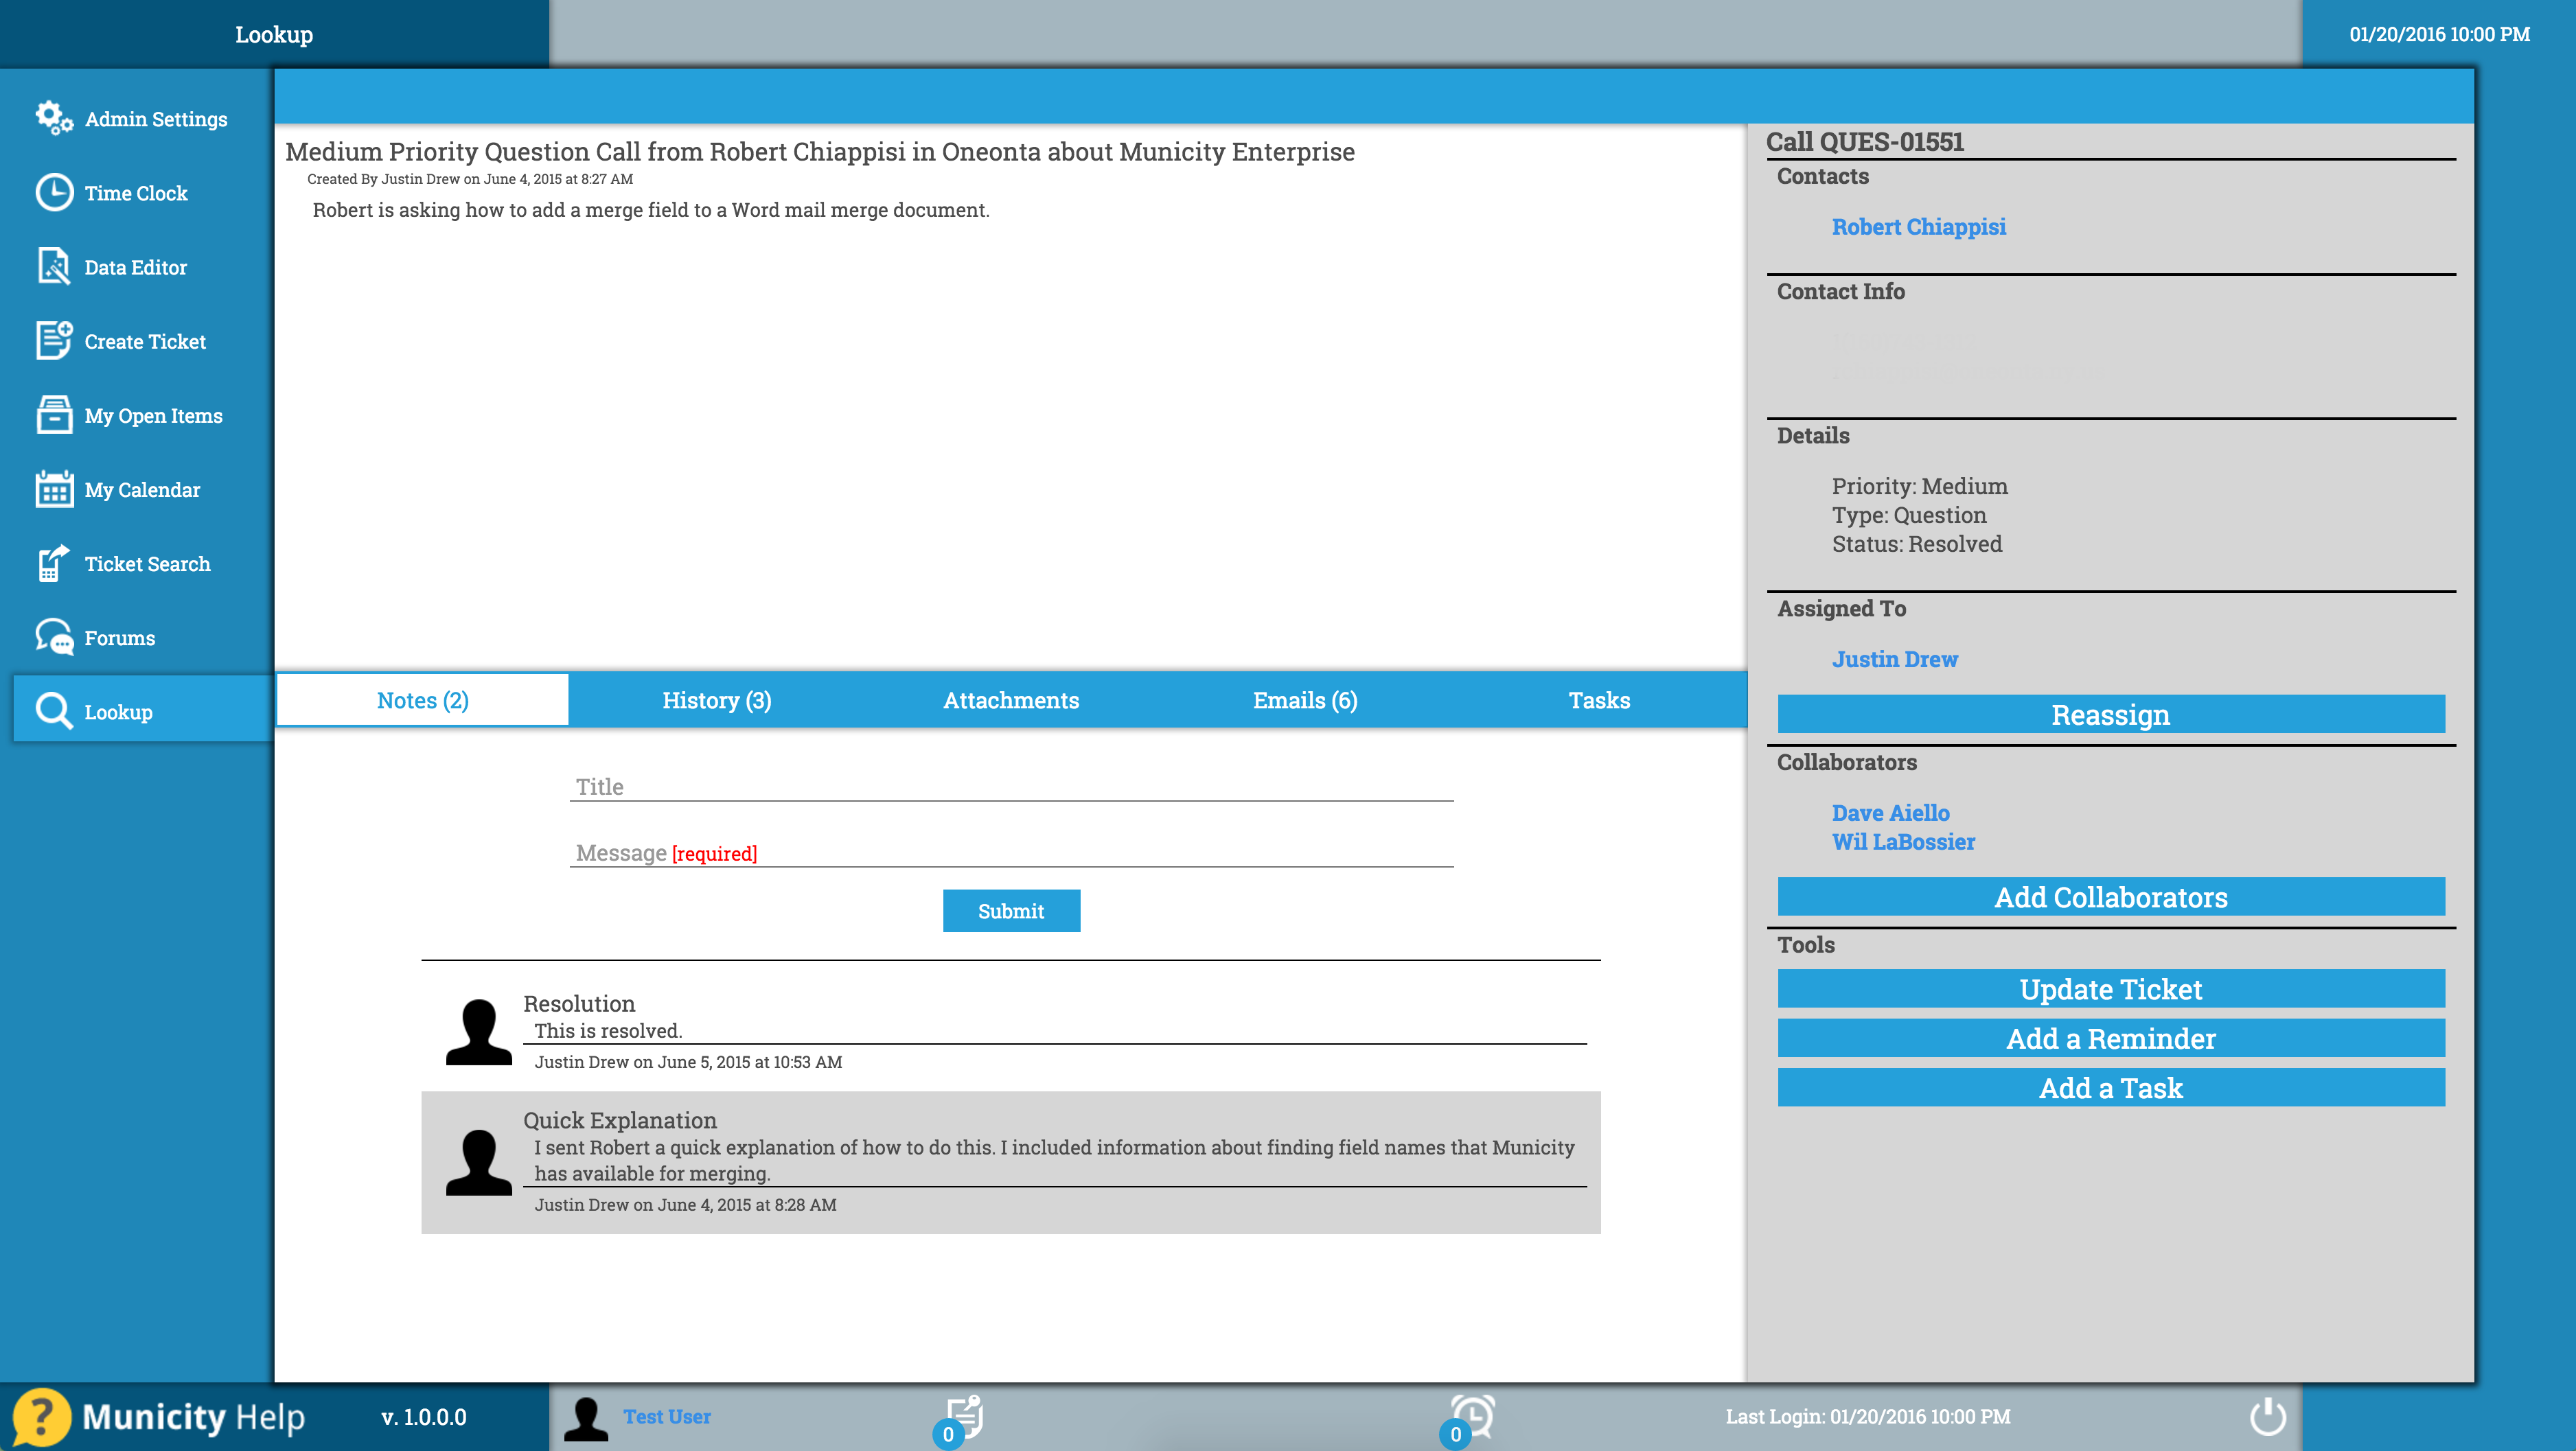 Lookup
01/20/2016 10:00 PM
Admin Settings
Time Clock
Data Editor
Create Ticket
My Open Items
My Calendar
Ticket Search
Forums
Lookup
Medium Priority Question Call from Robert Chiappisi in Oneonta about Municity Enterprise
Created By Justin Drew on June 4, 2015 at 8:27 AM
Robert is asking how to add a merge field to a Word mail merge document.
Notes (2)
History (3)
Attachments
Emails (6)
Tasks
Title
Message [required]
Submit
Resolution
This is resolved.
Justin Drew on June 5, 2015 at 10:53 AM
Quick Explanation
I sent Robert a quick explanation of how to do this. I included information about finding field names that Municity
has available for merging.
Justin Drew on June 4, 2015 at 8:28 AM
Call QUES-01551
Contacts
Robert Chiappisi
Contact Info
Details
Priority: Medium
Type: Question
Status: Resolved
Assigned To
Justin Drew
Reassign
Collaborators
Dave Aiello
Wil LaBossier
Add Collaborators
Tools
Update Ticket
Add a Reminder
Add a Task
? Municity Help
v. 1.0.0.0
Test User
0
0
Last Login: 01/20/2016 10:00 PM